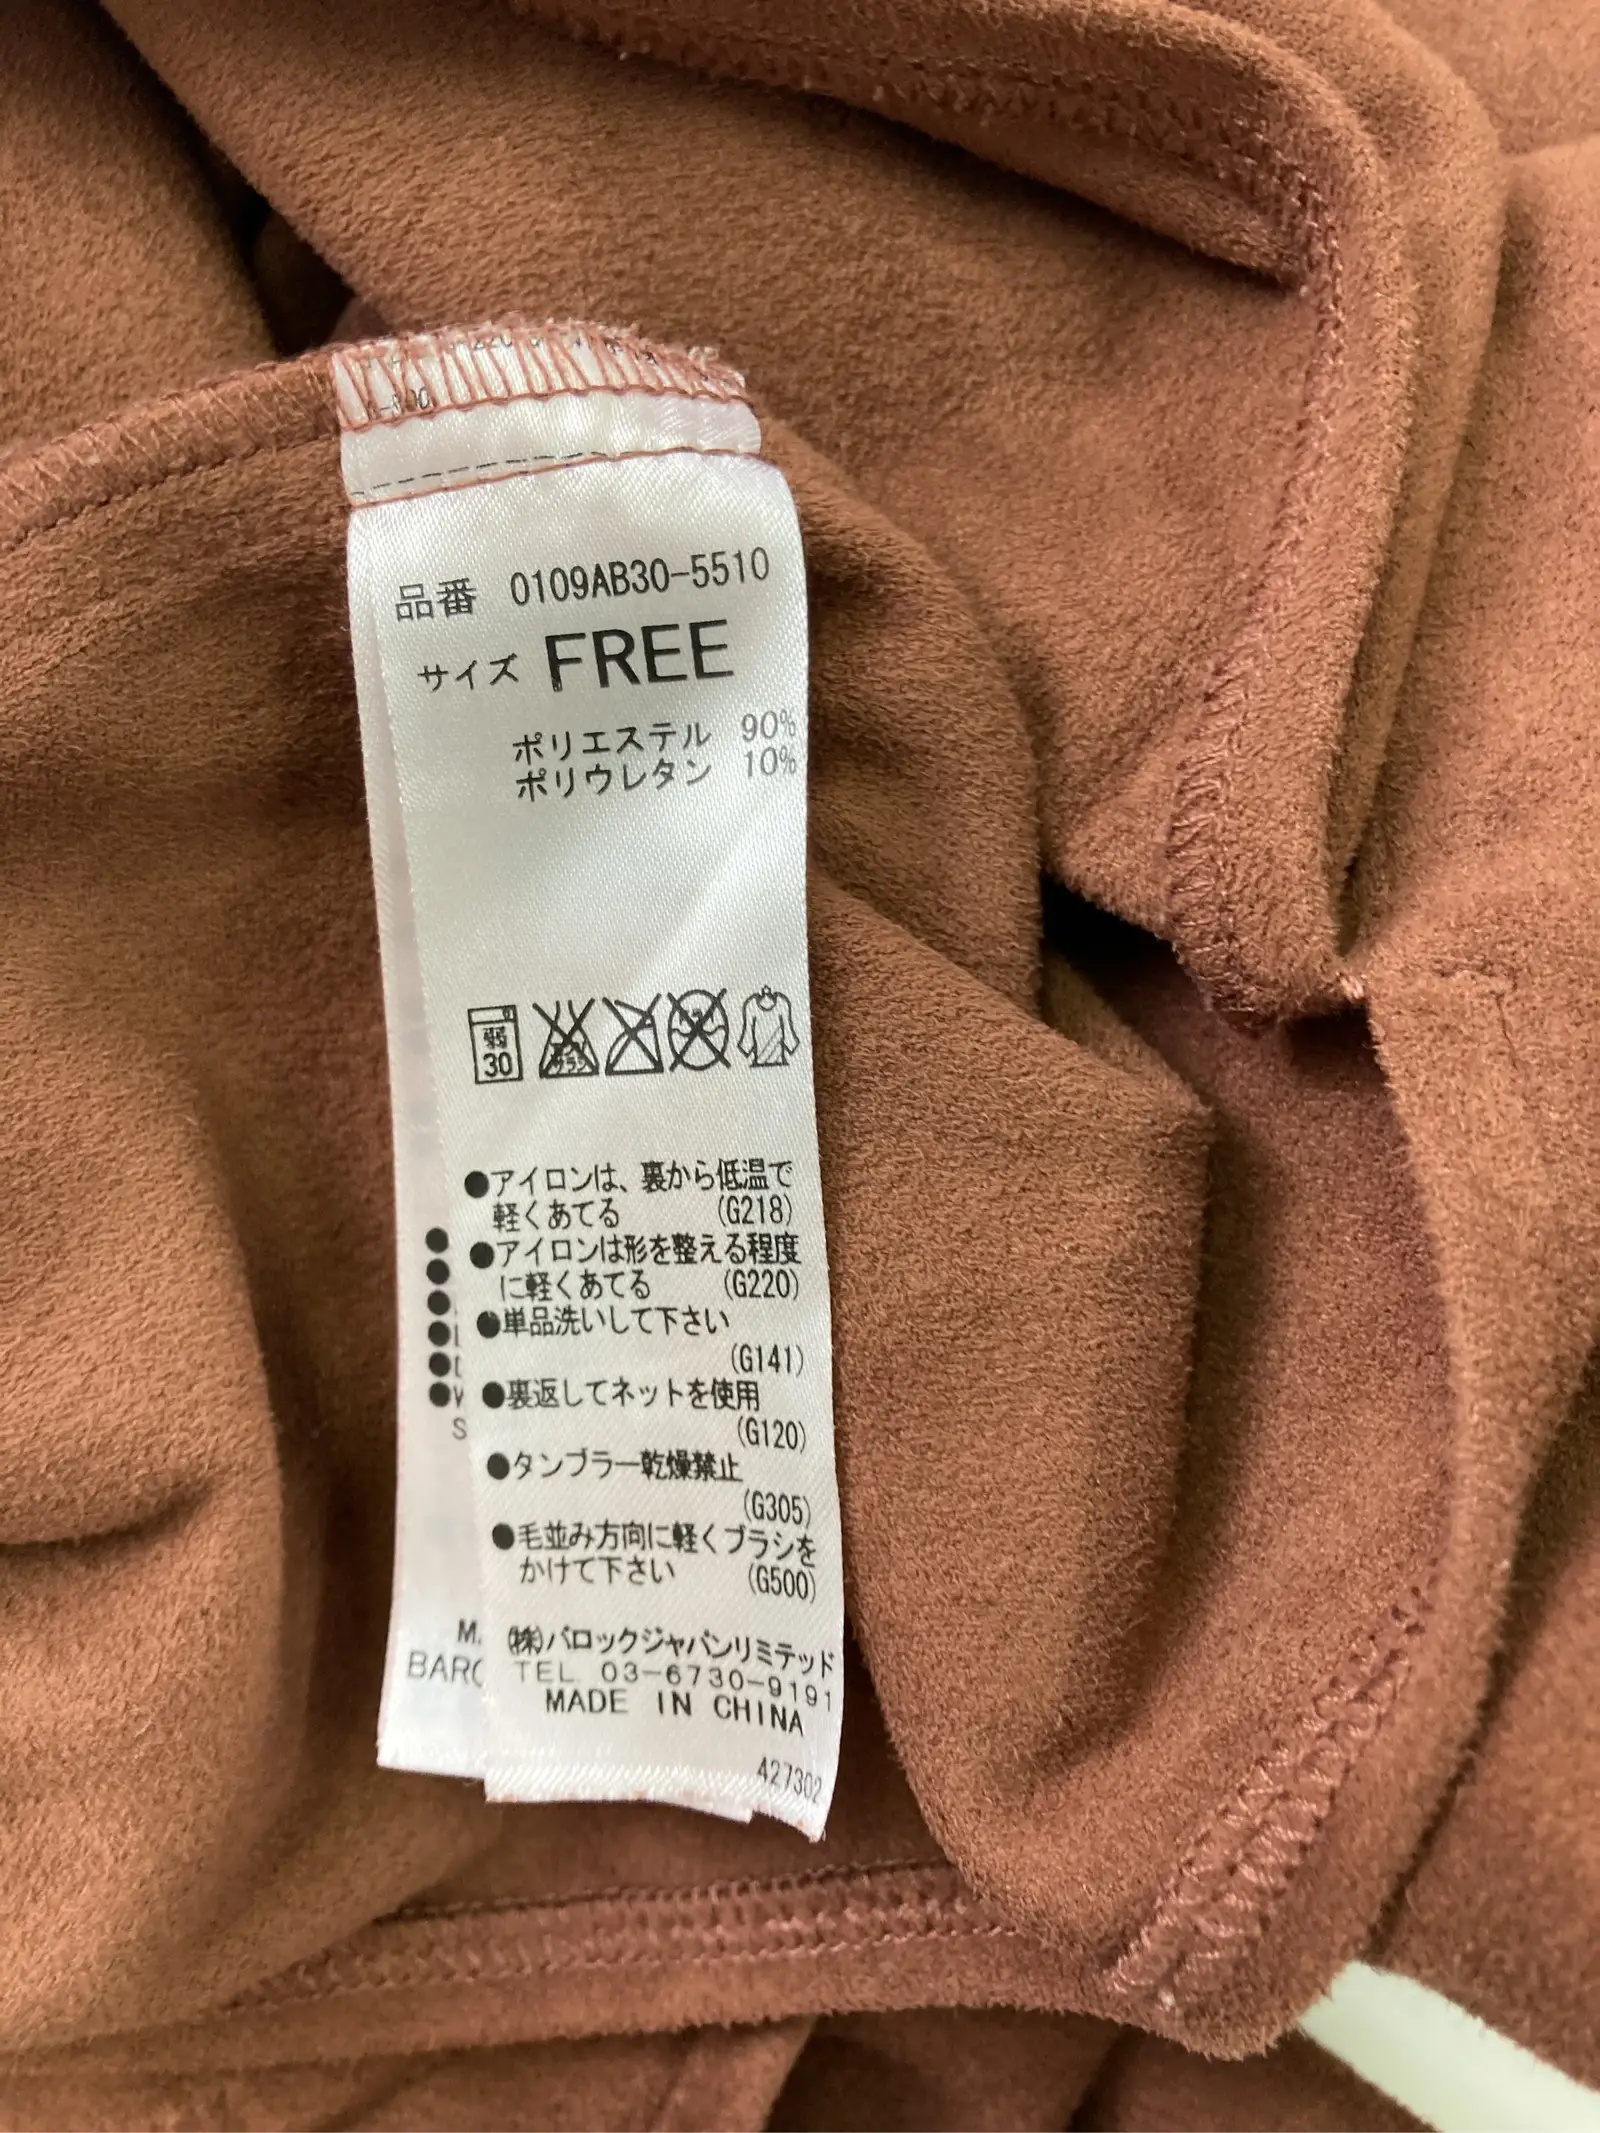 品番 0109AB30-5510
サイズ FREE
ポリエステル 90%
ポリウレタン 10%
弱
30
●アイロンは、裏から低温で
軽くあてる (G218)
●アイロンは形を整える程度
に軽くあてる (G220)
●単品洗いして下さい
(G141)
●裏返してネットを使用
(G120)
●タンブラー乾燥禁止
(G305)
●毛並み方向に軽くブラシを
かけて下さい (G500)
㈱バロックジャパンリミテッド
TEL 03-6730-9191
MADE IN CHINA
427302